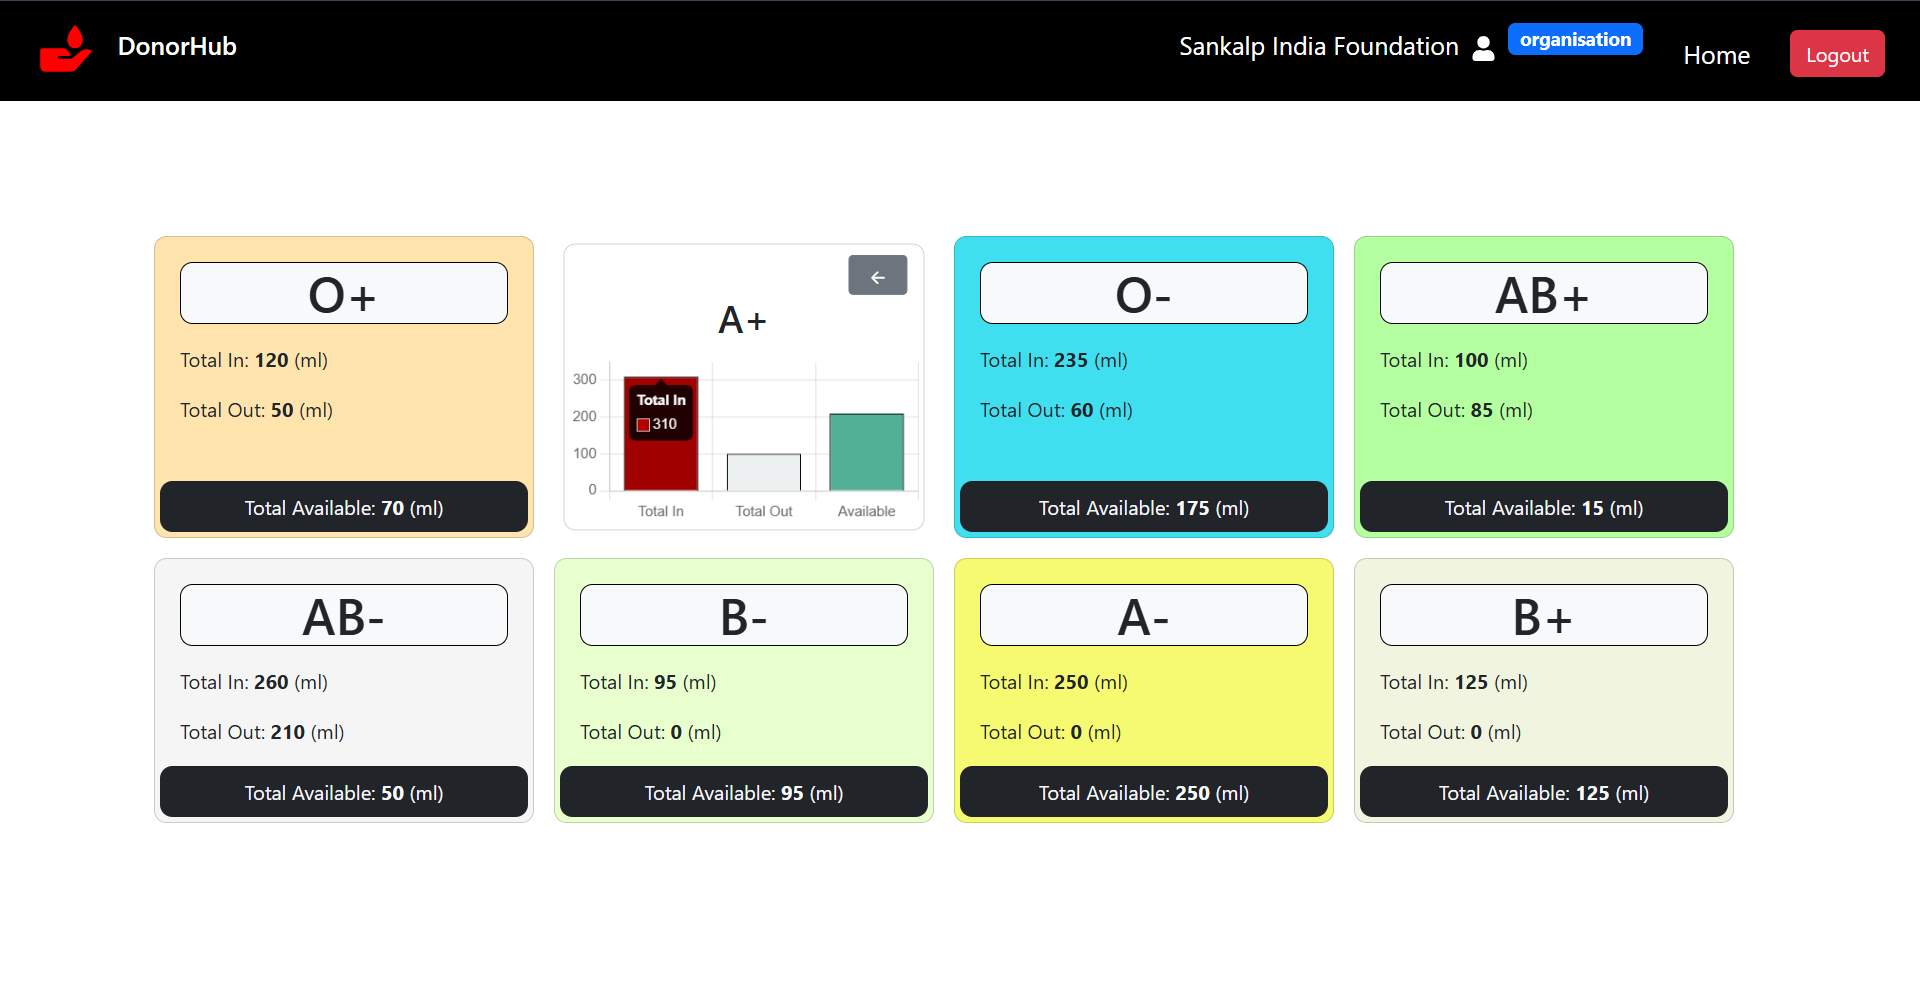 DonorHub
Sankalp India Foundation
organisation
Home
Logout
O+
Total In: 120 (ml)
Total Out: 50 (ml)
Total Available: 70 (ml)
A+
300
200
100
0
Total In
310
Total In
Total Out
Available
O-
Total In: 235 (ml)
Total Out: 60 (ml)
Total Available: 175 (ml)
AB+
Total In: 100 (ml)
Total Out: 85 (ml)
Total Available: 15 (ml)
AB-
Total In: 260 (ml)
Total Out: 210 (ml)
Total Available: 50 (ml)
B-
Total In: 95 (ml)
Total Out: 0 (ml)
Total Available: 95 (ml)
A-
Total In: 250 (ml)
Total Out: 0 (ml)
Total Available: 250 (ml)
B+
Total In: 125 (ml)
Total Out: 0 (ml)
Total Available: 125 (ml)